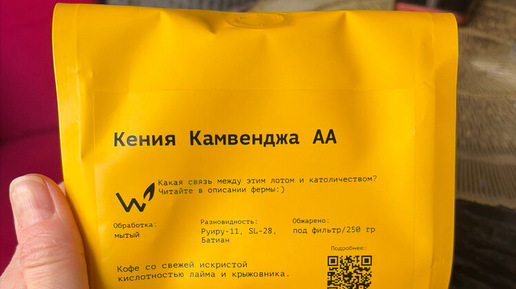 Кения Камвенджа АА
Какая связь между этим лотом и католичеством?
Читайте в описании фермы:)
Обработка:
мытый
Разновидность:
Руиру-11, SL-28,
Батиан
Обжарено:
под фильтр/250 гр
Подробнее:
Кофе со свежей искристой
кислотностью лайма и крыжовника.